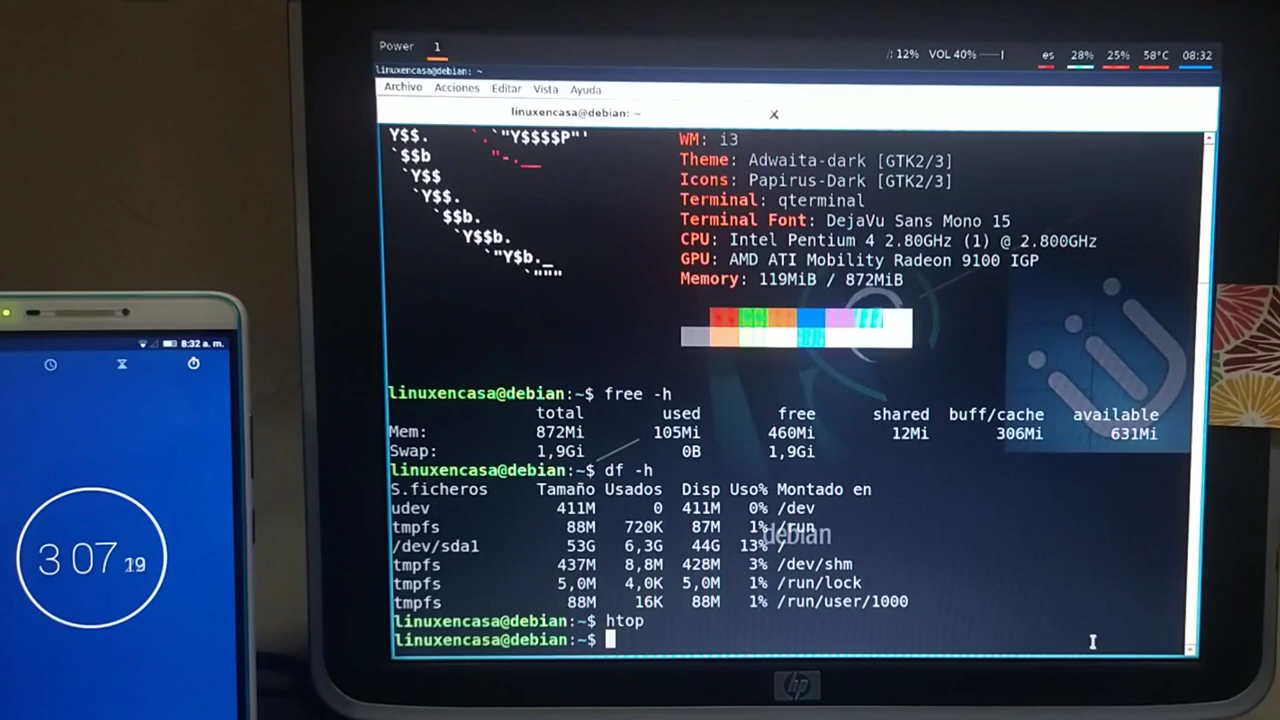 Power 1 /: 12% VOL 40% es 28% 25% 58°C 08:32
linuxencasa@debian: ~
Archivo Acciones Editar Vista Ayuda
linuxencasa@debian: ~ X
Y$$. `.`"Y$$$$P"' WM: i3
`$$b "-.__ Theme: Adwaita-dark [GTK2/3]
`Y$$ Icons: Papirus-Dark [GTK2/3]
`Y$$. Terminal: qterminal
`$$b. Terminal Font: DejaVu Sans Mono 15
`Y$$b. CPU: Intel Pentium 4 2.80GHz (1) @ 2.800GHz
`"Y$b._ GPU: AMD ATI Mobility Radeon 9100 IGP
`""" Memory: 119MiB / 872MiB
linuxencasa@debian:~$ free -h
total used free shared buff/cache available
Mem: 872Mi 105Mi 460Mi 12Mi 306Mi 631Mi
Swap: 1,9Gi 0B 1,9Gi
linuxencasa@debian:~$ df -h
S.ficheros Tamaño Usados Disp Uso% Montado en
udev 411M 0 411M 0% /dev
tmpfs 88M 720K 87M 1% /run
/dev/sda1 53G 6,3G 44G 13% /
tmpfs 437M 8,8M 428M 3% /dev/shm
tmpfs 5,0M 4,0K 5,0M 1% /run/lock
tmpfs 88M 16K 88M 1% /run/user/1000
linuxencasa@debian:~$ htop
linuxencasa@debian:~$
debian
hp
8:32 a. m.
3 07 19